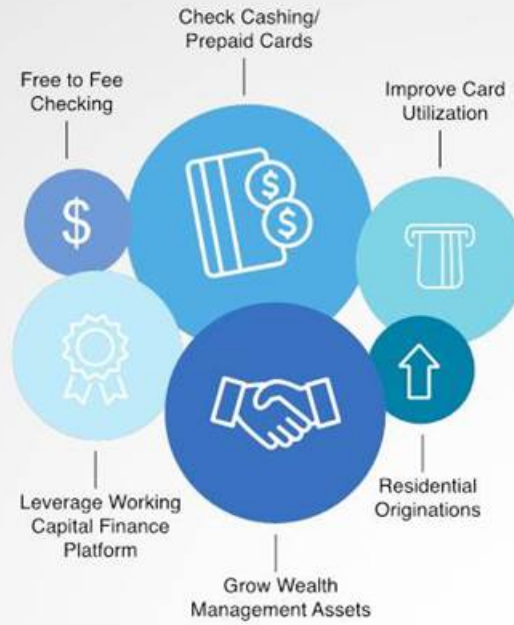 Check Cashing/
Prepaid Cards
Free to Fee
Checking
Improve Card
Utilization
$
$
$
Leverage Working
Capital Finance
Platform
Residential
Originations
Grow Wealth
Management Assets